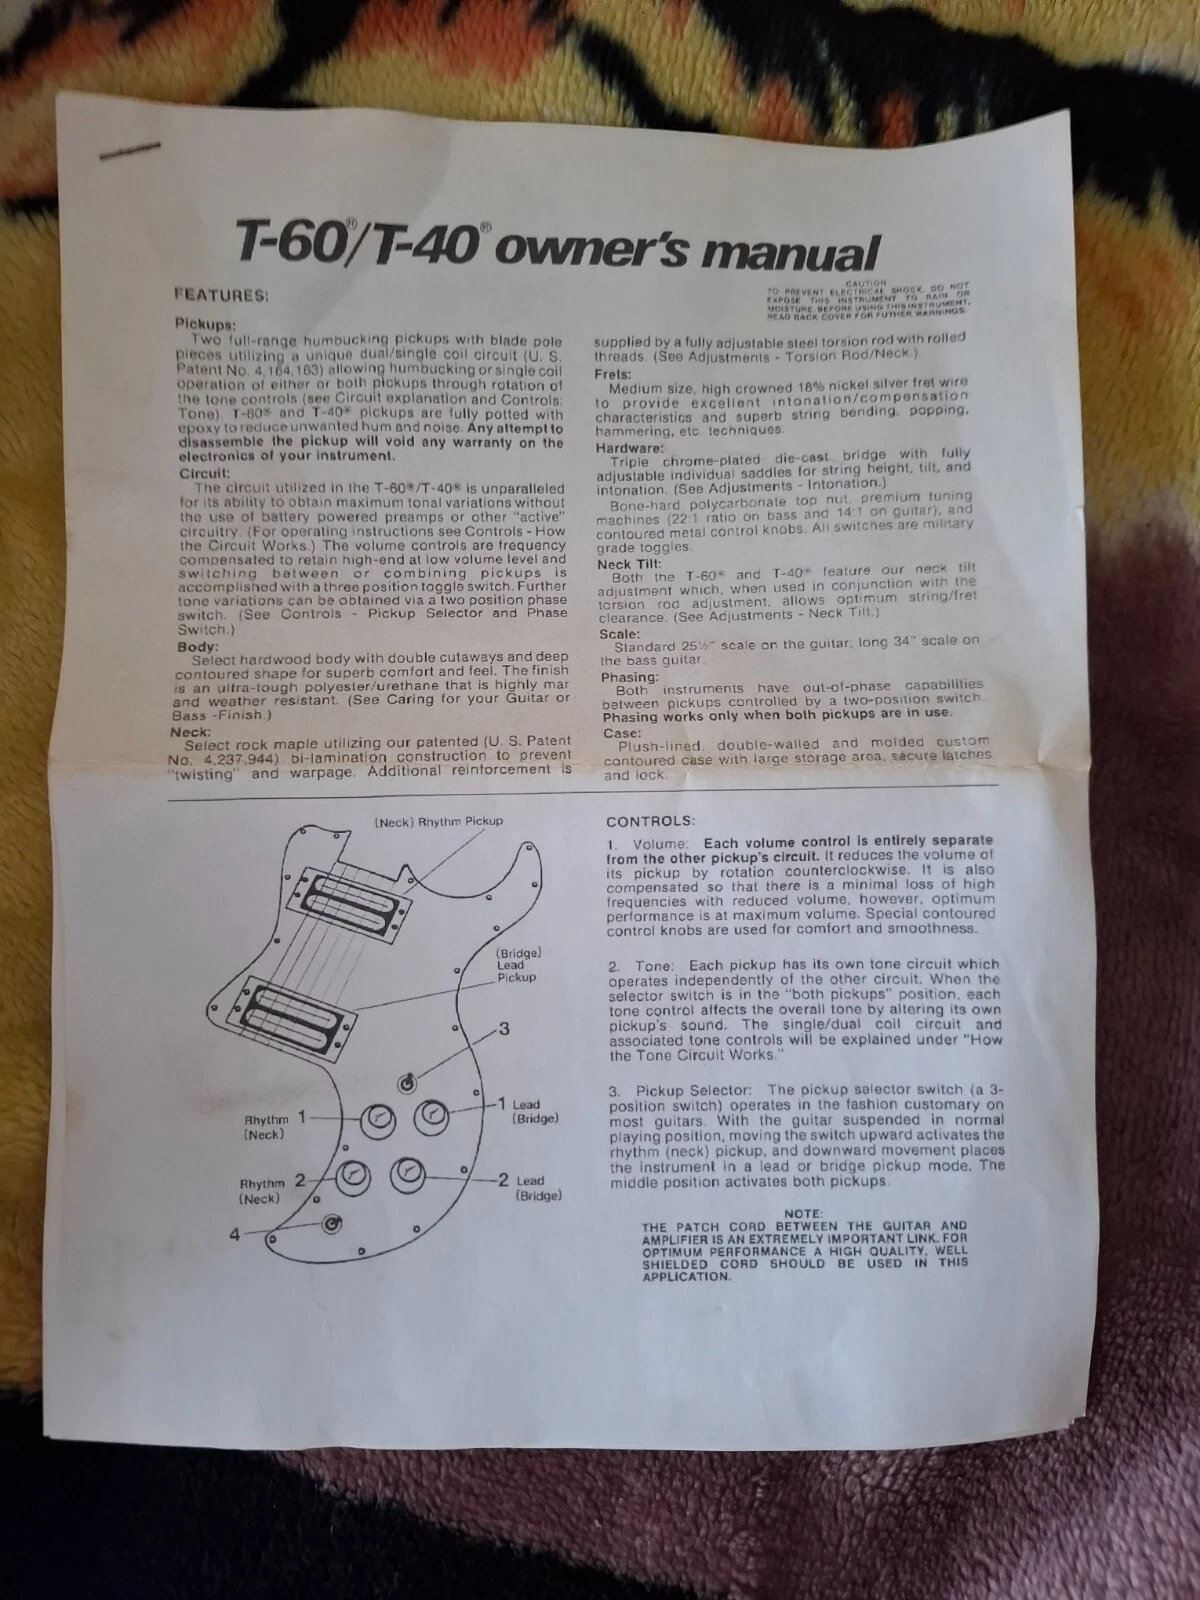 T-60®/T-40® owner's manual
FEATURES:
CAUTION
TO PREVENT ELECTRICAL SHOCK, DO NOT
EXPOSE THIS INSTRUMENT TO RAIN OR
MOISTURE. BEFORE USING THIS INSTRUMENT,
READ BACK COVER FOR FUTHER WARNINGS.
Pickups:
Two full-range humbucking pickups with blade pole
pieces utilizing a unique dual/single coil circuit (U. S.
Patent No. 4,164,163) allowing humbucking or single coil
operation of either or both pickups through rotation of
the tone controls (see Circuit explanation and Controls:
Tone). T-60® and T-40® pickups are fully potted with
epoxy to reduce unwanted hum and noise. Any attempt to
disassemble the pickup will void any warranty on the
electronics of your instrument.
Circuit:
The circuit utilized in the T-60®/T-40® is unparalleled
for its ability to obtain maximum tonal variations without
the use of battery powered preamps or other "active"
circuitry. (For operating instructions see Controls - How
the Circuit Works.) The volume controls are frequency
compensated to retain high-end at low volume level and
switching between or combining pickups is
accomplished with a three position toggle switch. Further
tone variations can be obtained via a two position phase
switch. (See Controls - Pickup Selector and Phase
Switch.)
Body:
Select hardwood body with double cutaways and deep
contoured shape for superb comfort and feel. The finish
is an ultra-tough polyester/urethane that is highly mar
and weather resistant. (See Caring for your Guitar or
Bass -Finish.)
Neck:
Select rock maple utilizing our patented (U. S. Patent
No. 4,237,944) bi-lamination construction to prevent
"twisting" and warpage. Additional reinforcement is
supplied by a fully adjustable steel torsion rod with rolled
threads. (See Adjustments - Torsion Rod/Neck.)
Frets:
Medium size, high crowned 18% nickel silver fret wire
to provide excellent intonation/compensation
characteristics and superb string bending, popping,
hammering, etc. techniques.
Hardware:
Triple chrome-plated die-cast bridge with fully
adjustable individual saddles for string height, tilt, and
intonation. (See Adjustments - Intonation.)
Bone-hard polycarbonate top nut, premium tuning
machines (22:1 ratio on bass and 14:1 on guitar), and
contoured metal control knobs. All switches are military
grade toggles.
Neck Tilt:
Both the T-60® and T-40® feature our neck tilt
adjustment which, when used in conjunction with the
torsion rod adjustment, allows optimum string/fret
clearance. (See Adjustments - Neck Tilt.)
Scale:
Standard 25½" scale on the guitar; long 34" scale on
the bass guitar.
Phasing:
Both instruments have out-of-phase capabilities
between pickups controlled by a two-position switch.
Phasing works only when both pickups are in use.
Case:
Plush-lined, double-walled and molded custom
contoured case with large storage area, secure latches
and lock.
(Neck) Rhythm Pickup
(Bridge)
Lead
Pickup
3
Rhythm 1
(Neck)
1 Lead
(Bridge)
Rhythm 2
(Neck)
2 Lead
(Bridge)
4
CONTROLS:
1. Volume: Each volume control is entirely separate
from the other pickup's circuit. It reduces the volume of
its pickup by rotation counterclockwise. It is also
compensated so that there is a minimal loss of high
frequencies with reduced volume, however, optimum
performance is at maximum volume. Special contoured
control knobs are used for comfort and smoothness.
2. Tone: Each pickup has its own tone circuit which
operates independently of the other circuit. When the
selector switch is in the "both pickups" position, each
tone control affects the overall tone by altering its own
pickup's sound. The single/dual coil circuit and
associated tone controls will be explained under "How
the Tone Circuit Works."
3. Pickup Selector: The pickup selector switch (a 3-
position switch) operates in the fashion customary on
most guitars. With the guitar suspended in normal
playing position, moving the switch upward activates the
rhythm (neck) pickup, and downward movement places
the instrument in a lead or bridge pickup mode. The
middle position activates both pickups.
NOTE:
THE PATCH CORD BETWEEN THE GUITAR AND
AMPLIFIER IS AN EXTREMELY IMPORTANT LINK. FOR
OPTIMUM PERFORMANCE A HIGH QUALITY, WELL
SHIELDED CORD SHOULD BE USED IN THIS
APPLICATION.